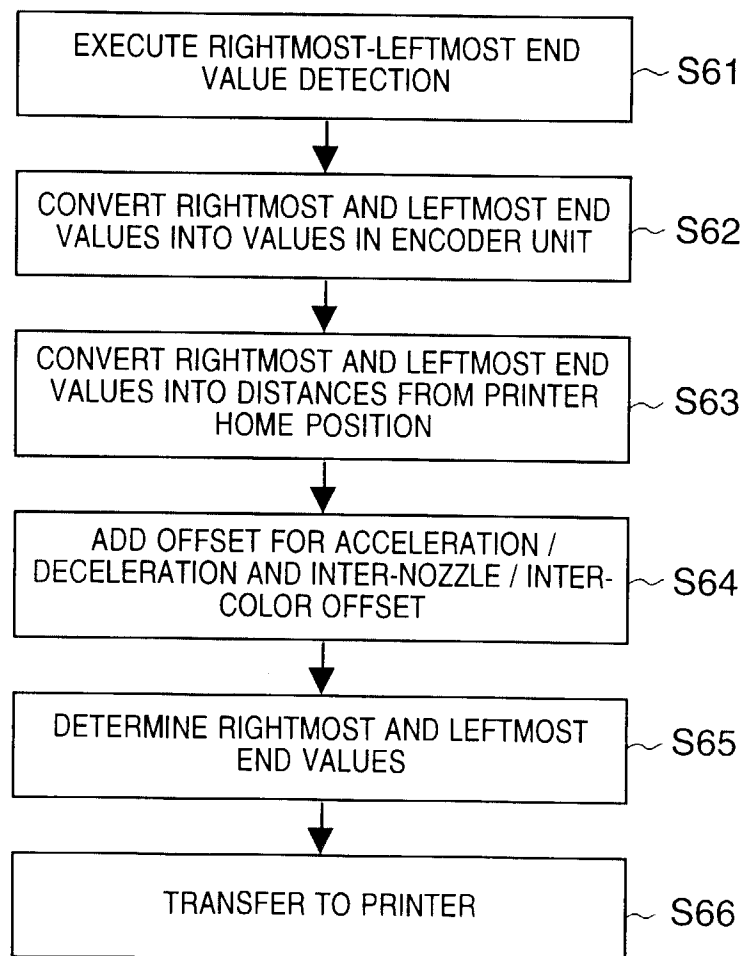 EXECUTE RIGHTMOST-LEFTMOST END
VALUE DETECTION
S61
CONVERT RIGHTMOST AND LEFTMOST END
VALUES INTO VALUES IN ENCODER UNIT
S62
CONVERT RIGHTMOST AND LEFTMOST END
VALUES INTO DISTANCES FROM PRINTER
HOME POSITION
S63
ADD OFFSET FOR ACCELERATION /
DECELERATION AND INTER-NOZZLE / INTER-
COLOR OFFSET
S64
DETERMINE RIGHTMOST AND LEFTMOST
END VALUES
S65
TRANSFER TO PRINTER
S66